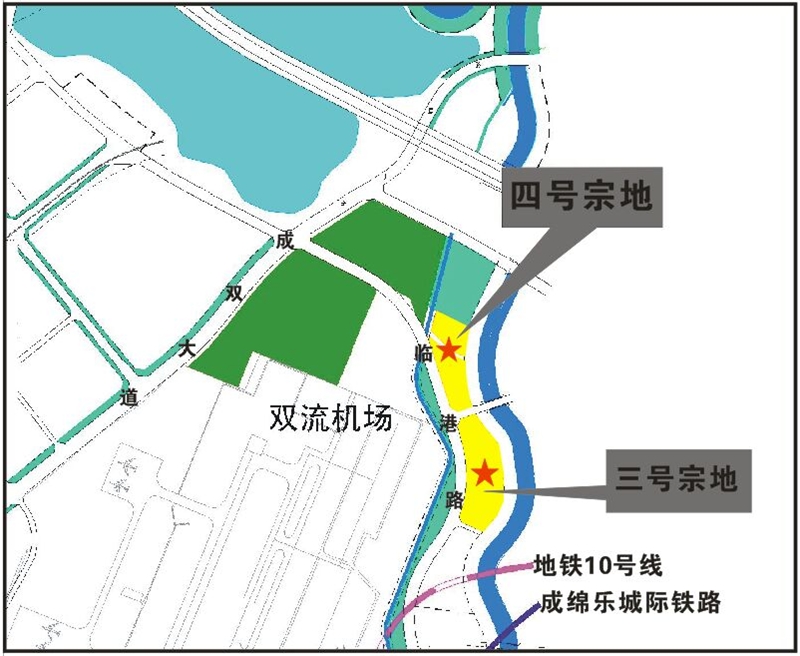 四号宗地
成双大道
临港路
双流机场
三号宗地
地铁10号线
成绵乐城际铁路